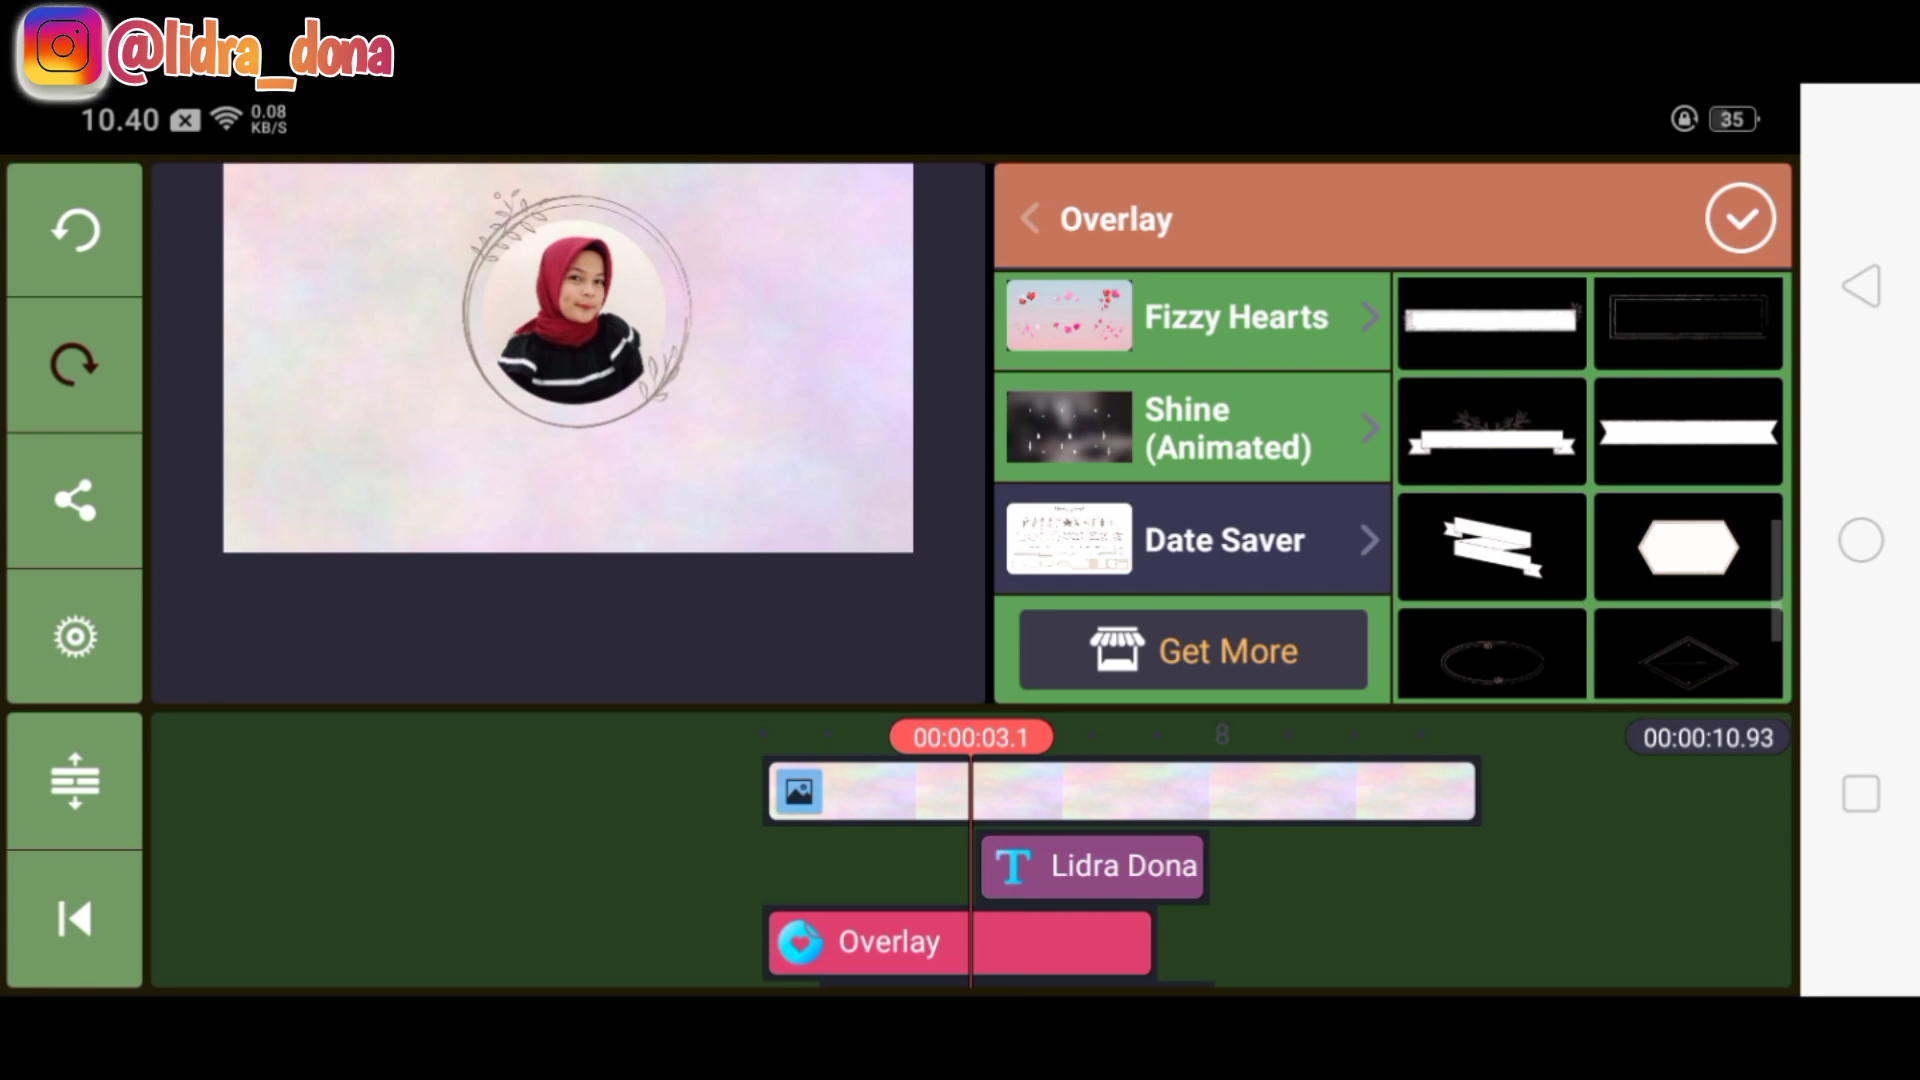 @lidra_dona
10.40
0.08
KB/S
35
Overlay
Fizzy Hearts
Shine
(Animated)
Date Saver
Get More
00:00:03.1
8
00:00:10.93
Lidra Dona
Overlay